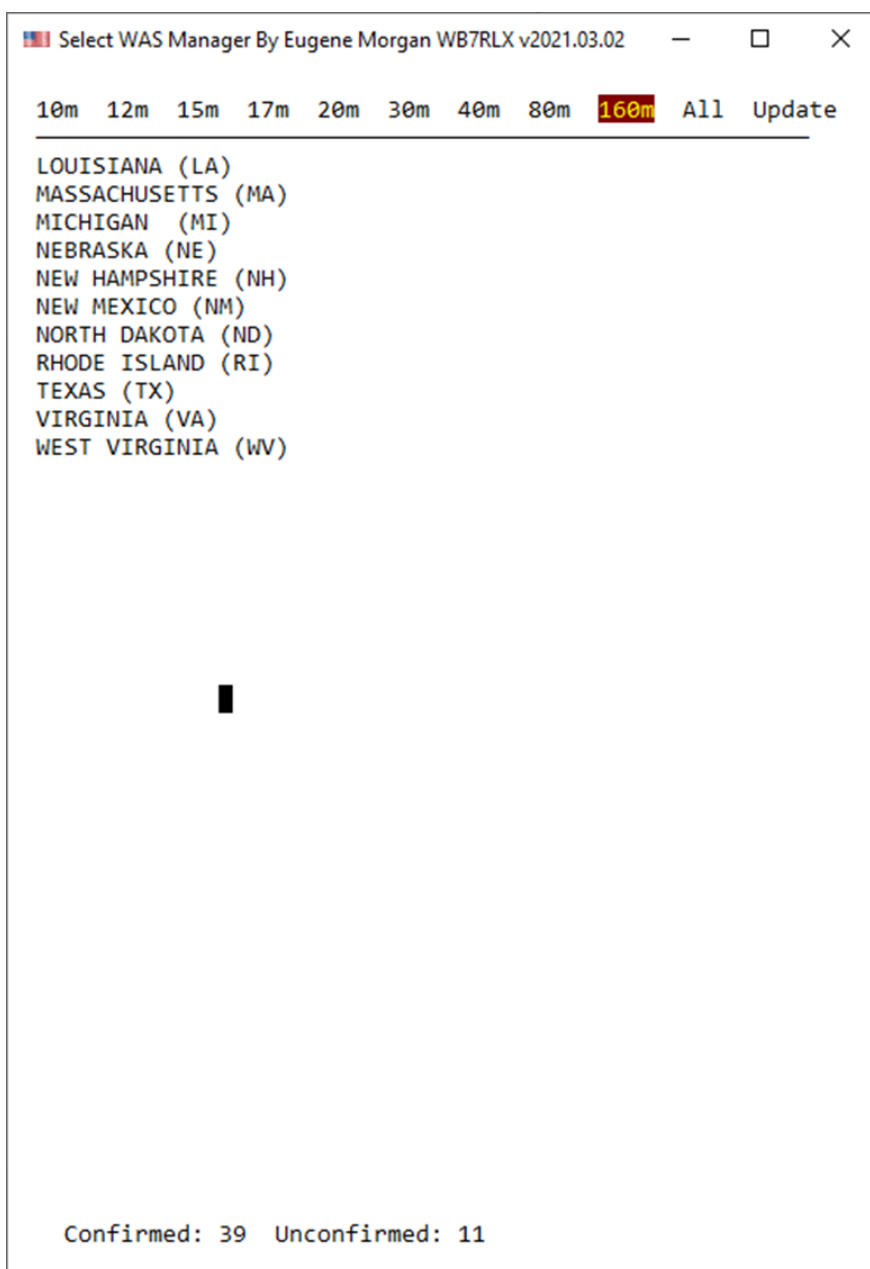 Select WAS Manager By Eugene Morgan WB7RLX v2021.03.02
10m 12m 15m 17m 20m 30m 40m 80m 160m All Update
LOUISIANA (LA)
MASSACHUSETTS (MA)
MICHIGAN  (MI)
NEBRASKA (NE)
NEW HAMPSHIRE (NH)
NEW MEXICO (NM)
NORTH DAKOTA (ND)
RHODE ISLAND (RI)
TEXAS (TX)
VIRGINIA (VA)
WEST VIRGINIA (WV)
Confirmed: 39  Unconfirmed: 11